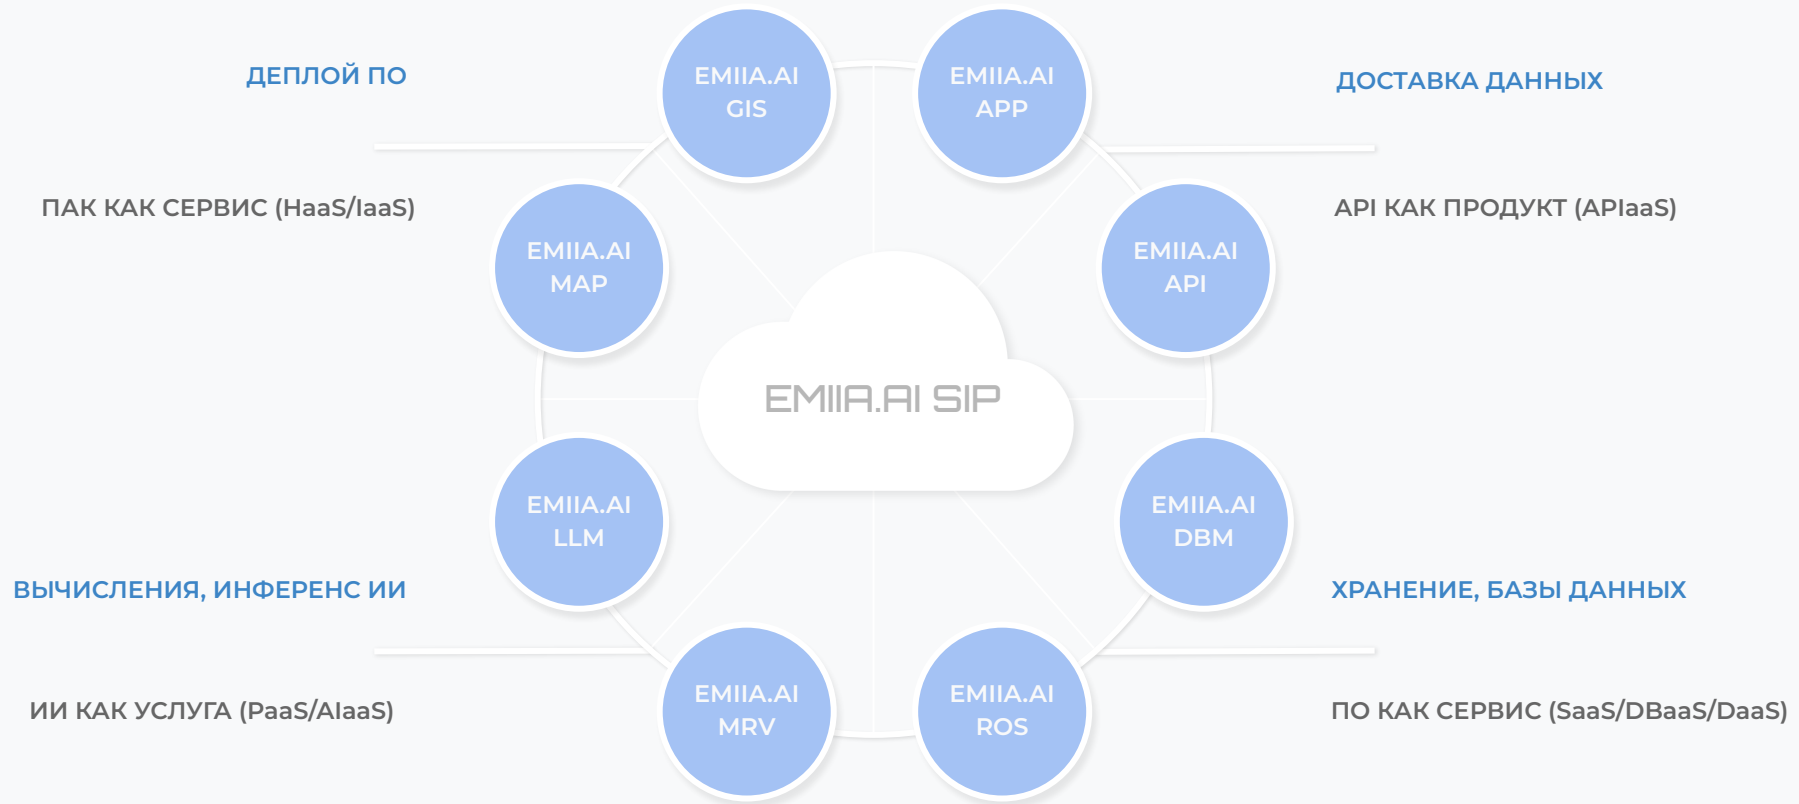 ДЕПЛОЙ ПО
ПАК КАК СЕРВИС (HaaS/IaaS)
EMIIA.AI
GIS
EMIIA.AI
APP
ДОСТАВКА ДАННЫХ
API КАК ПРОДУКТ (APIaaS)
EMIIA.AI
MAP
EMIIA.AI
API
EMIIA.AI SIP
EMIIA.AI
LLM
EMIIA.AI
DBM
ВЫЧИСЛЕНИЯ, ИНФЕРЕНС ИИ
ИИ КАК УСЛУГА (PaaS/AIaaS)
EMIIA.AI
MRV
EMIIA.AI
ROS
ХРАНЕНИЕ, БАЗЫ ДАННЫХ
ПО КАК СЕРВИС (SaaS/DBaaS/DaaS)